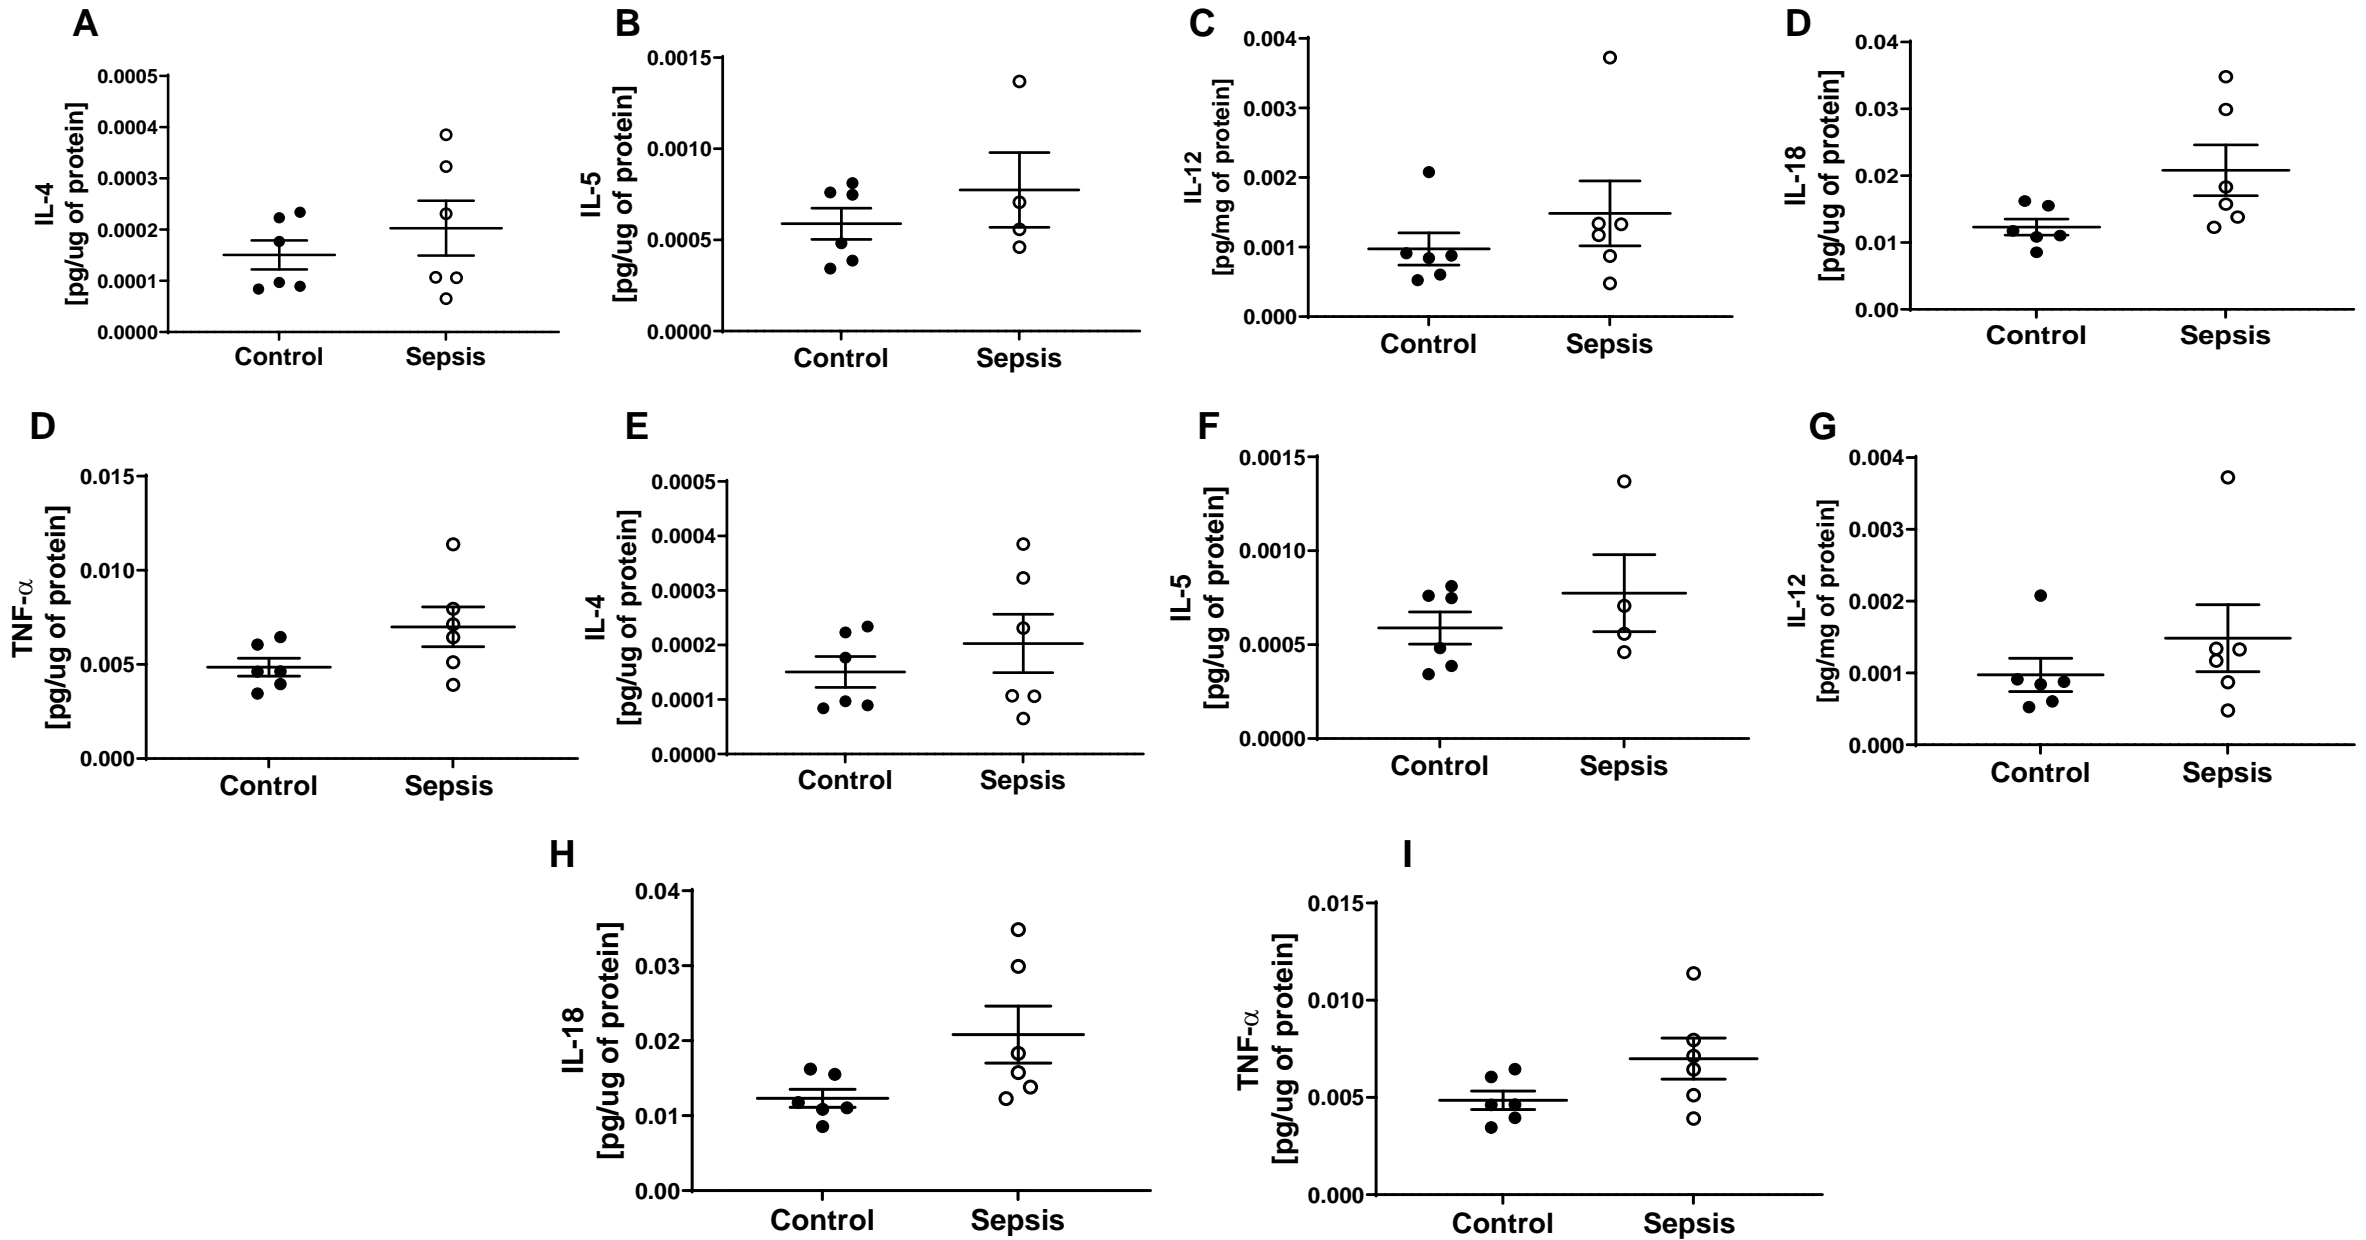 A
IL-4
[pg/ug of protein]
0.0005
0.0004
0.0003
0.0002
0.0001
0.0000
Control
Sepsis
B
IL-5
[pg/ug of protein]
0.0015
0.0010
0.0005
0.0000
Control
Sepsis
C
IL-12
[pg/mg of protein]
0.004
0.003
0.002
0.001
0.000
Control
Sepsis
D
IL-18
[pg/ug of protein]
0.04
0.03
0.02
0.01
0.00
Control
Sepsis
D
TNF-α
[pg/ug of protein]
0.015
0.010
0.005
0.000
Control
Sepsis
E
IL-4
[pg/ug of protein]
0.0005
0.0004
0.0003
0.0002
0.0001
0.0000
Control
Sepsis
F
IL-5
[pg/ug of protein]
0.0015
0.0010
0.0005
0.0000
Control
Sepsis
G
IL-12
[pg/mg of protein]
0.004
0.003
0.002
0.001
0.000
Control
Sepsis
H
IL-18
[pg/ug of protein]
0.04
0.03
0.02
0.01
0.00
Control
Sepsis
I
TNF-α
[pg/ug of protein]
0.015
0.010
0.005
0.000
Control
Sepsis